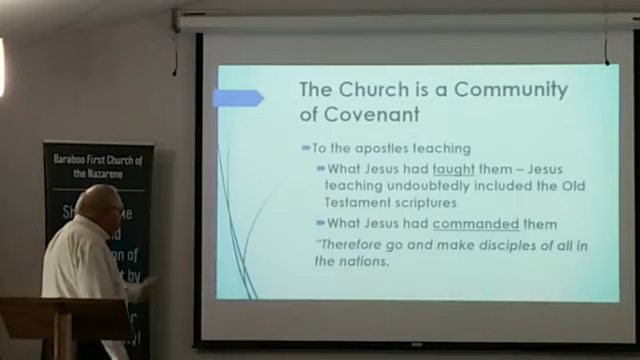 The Church is a Community
of Covenant
To the apostles teaching
What Jesus had taught them – Jesus
teaching undoubtedly included the Old
Testament scriptures
What Jesus had commanded them
"Therefore go and make disciples of all in
the nations.
Baraboo First Church of
the Nazarene